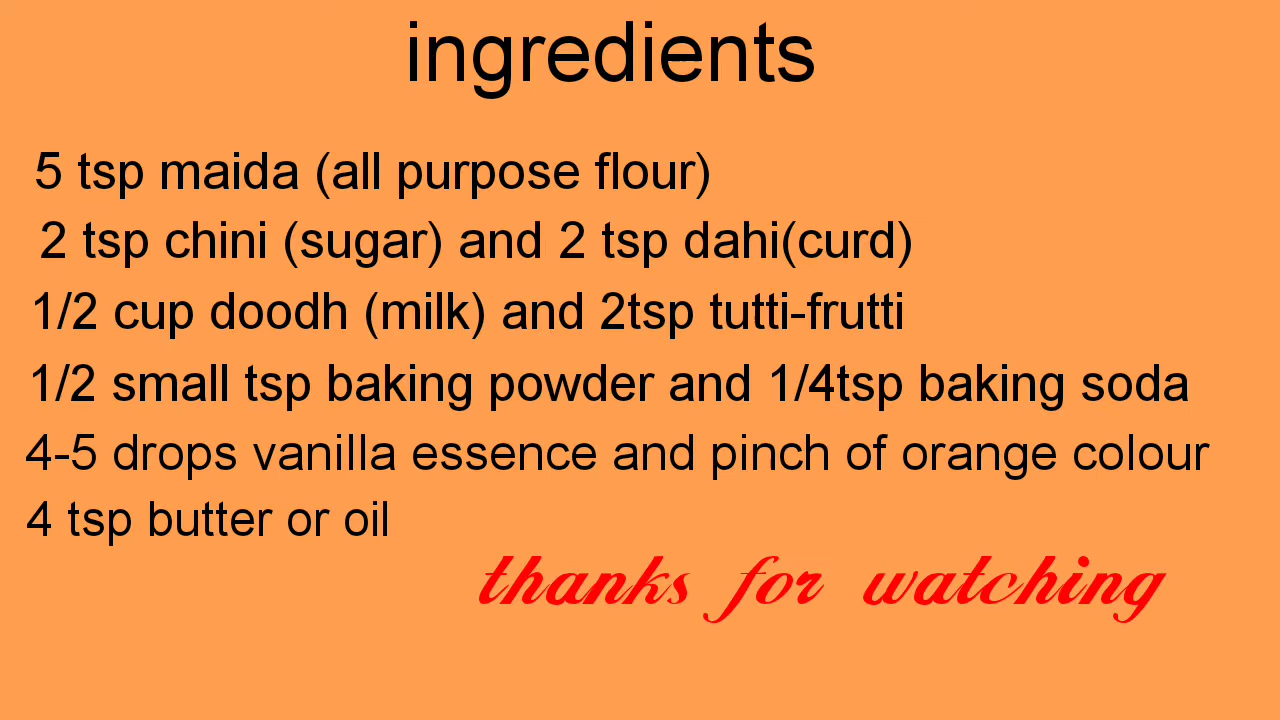 ingredients
5 tsp maida (all purpose flour)
2 tsp chini (sugar) and 2 tsp dahi(curd)
1/2 cup doodh (milk) and 2tsp tutti-frutti
1/2 small tsp baking powder and 1/4tsp baking soda
4-5 drops vanilla essence and pinch of orange colour
4 tsp butter or oil
thanks for watching